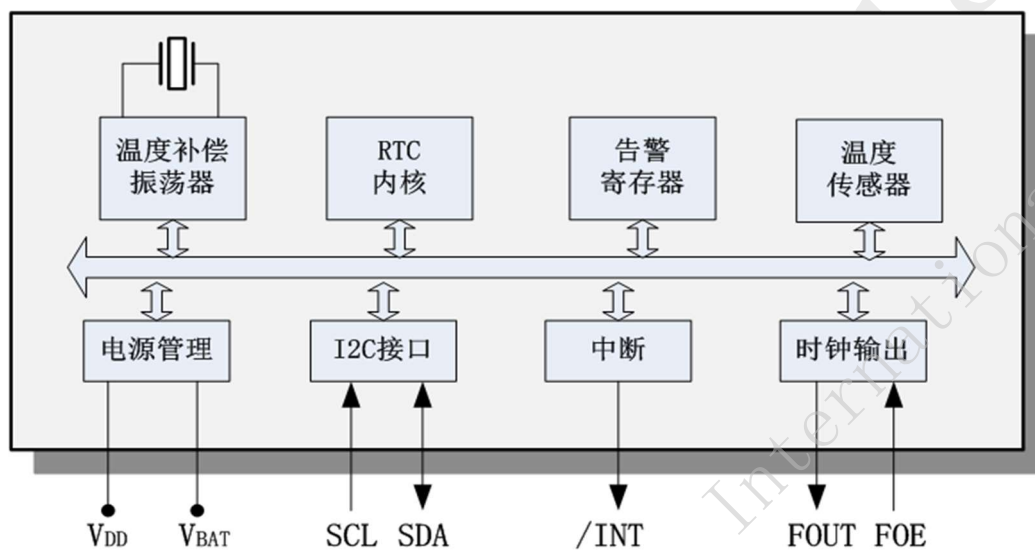 温度补偿
振荡器
RTC
内核
告警
寄存器
温度
传感器
电源管理
I2C接口
中断
时钟输出
VDD
VBAT
SCL
SDA
/INT
FOUT
FOE
Internationa